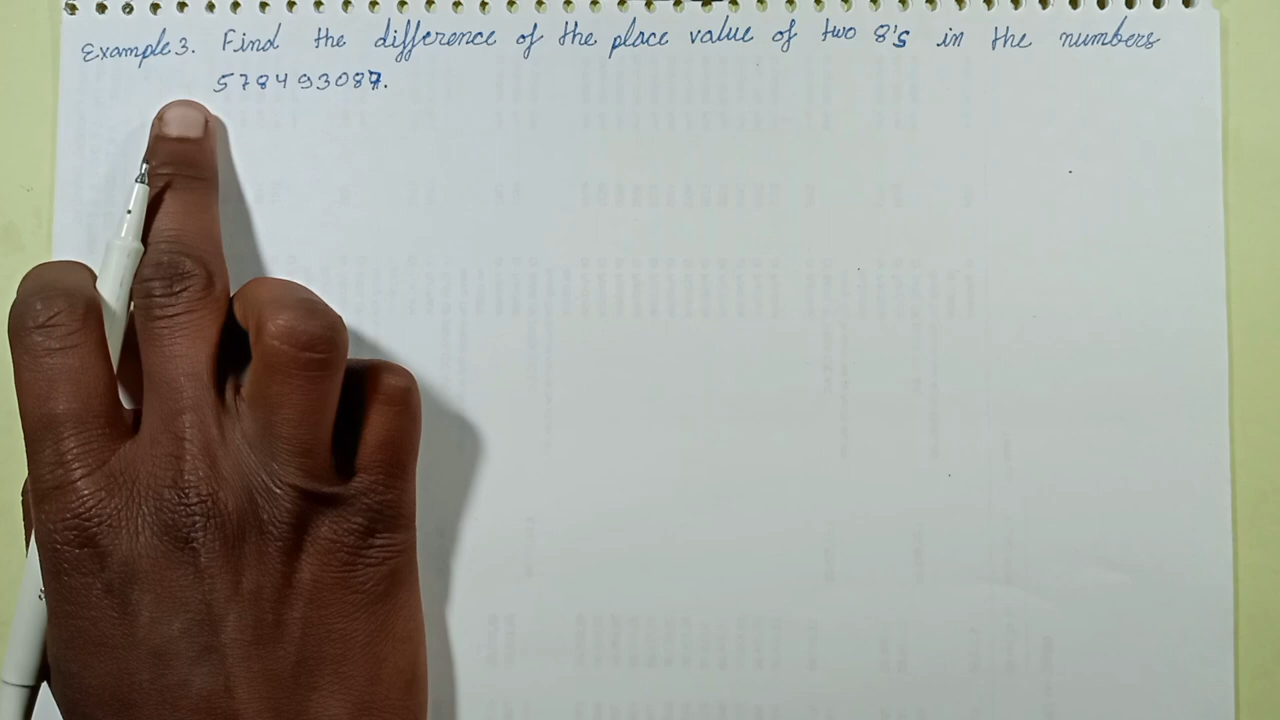 Example 3. Find the difference of the place value of two 8's in the numbers
578493087.